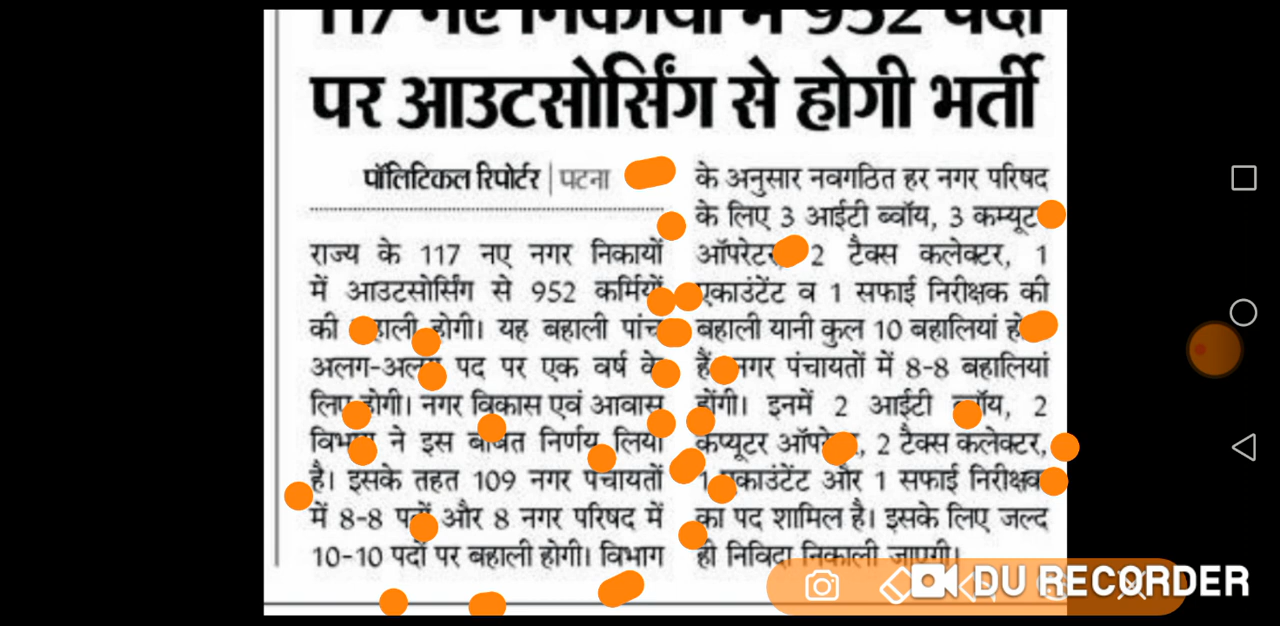 117 नए निकायों में 952 पदों
पर आउटसोर्सिंग से होगी भर्ती
पॉलिटिकल रिपोर्टर | पटना
राज्य के 117 नए नगर निकायों
में आउटसोर्सिंग से 952 कर्मियों
की बहाली होगी। यह बहाली पांच
अलग-अलग पद पर एक वर्ष के
लिए होगी। नगर विकास एवं आवास
विभाग ने इस बाबत निर्णय लिया
है। इसके तहत 109 नगर पंचायतों
में 8-8 पदों और 8 नगर परिषद में
10-10 पदों पर बहाली होगी। विभाग
के अनुसार नवगठित हर नगर परिषद
के लिए 3 आईटी ब्वॉय, 3 कम्यूटर
ऑपरेटर, 2 टैक्स कलेक्टर, 1
एकाउंटेंट व 1 सफाई निरीक्षक की
बहाली यानी कुल 10 बहालियां होनी
हैं। नगर पंचायतों में 8-8 बहालियां
होंगी। इनमें 2 आईटी ब्वॉय, 2
कंप्यूटर ऑपरेटर, 2 टैक्स कलेक्टर,
1 एकाउंटेंट और 1 सफाई निरीक्षक
का पद शामिल है। इसके लिए जल्द
ही निविदा निकाली जाएगी।
DU RECORDER